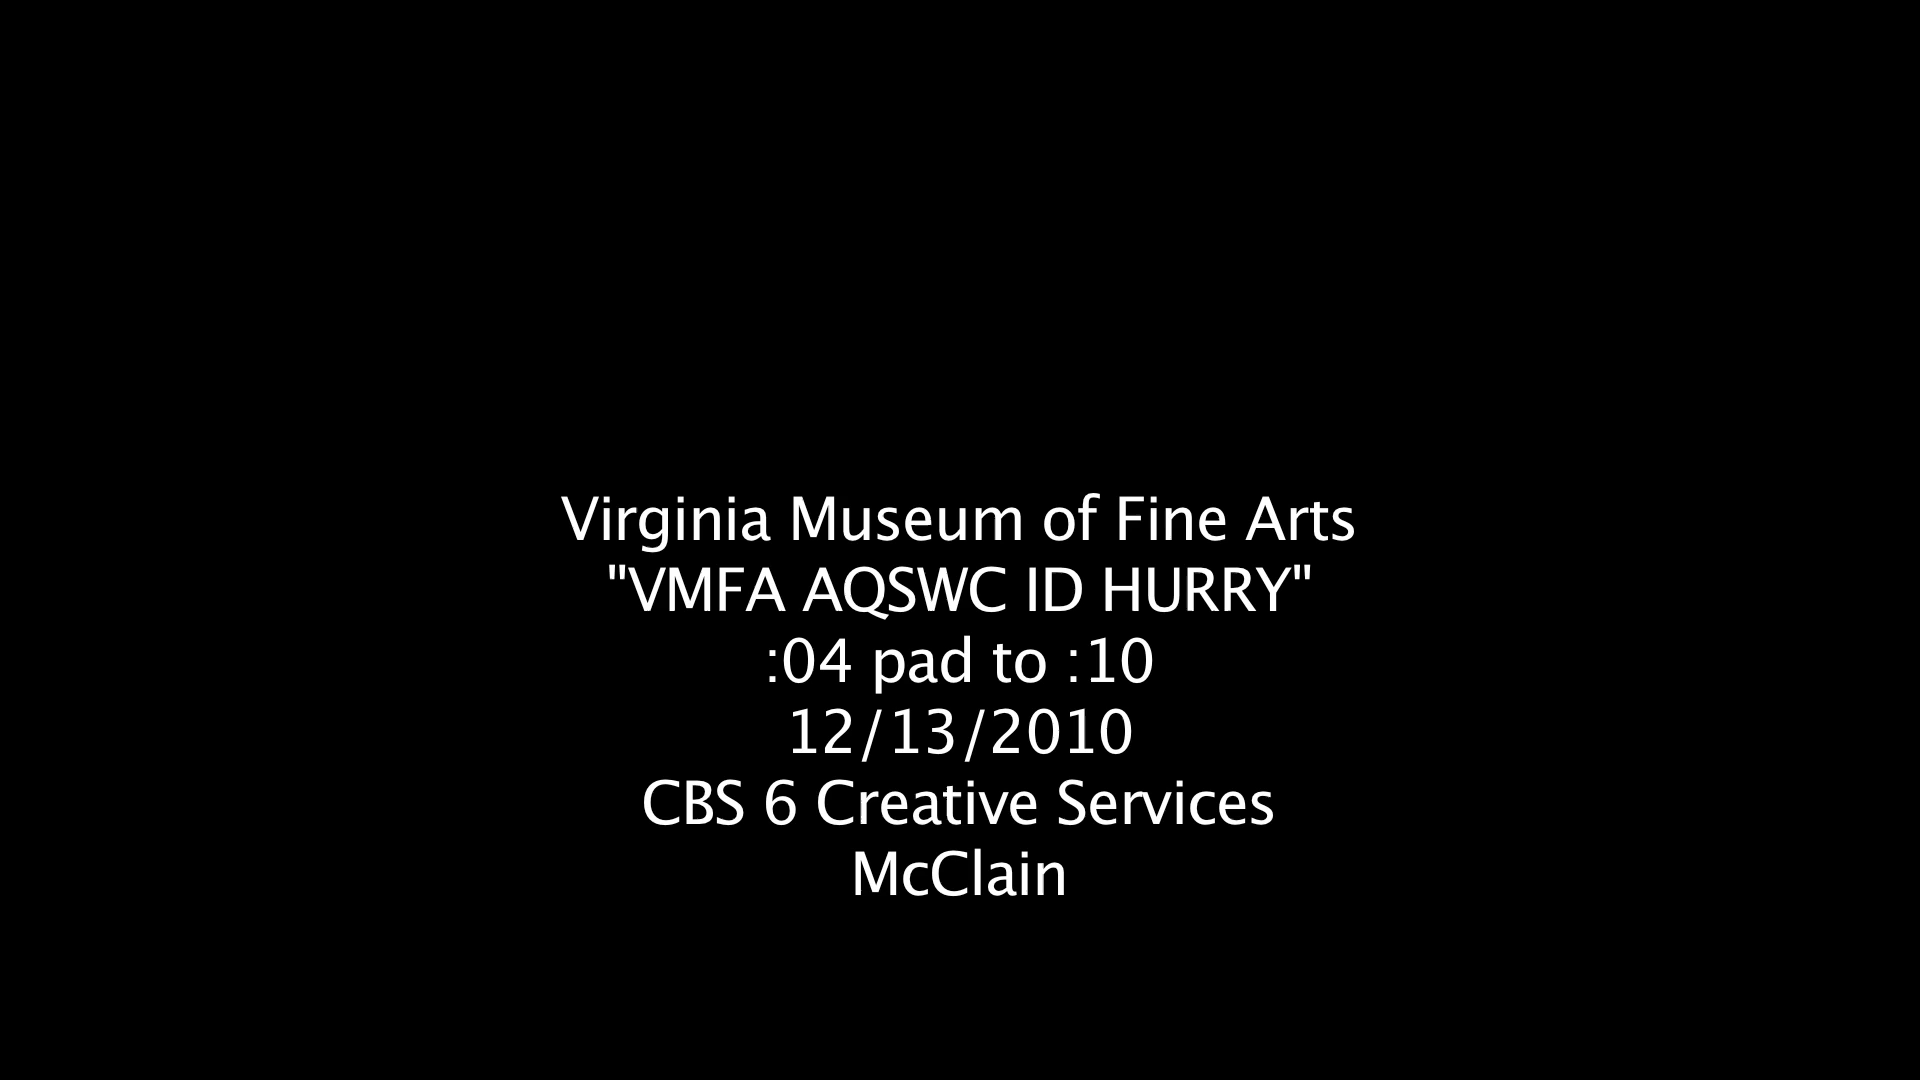 Virginia Museum of Fine Arts
"VMFA AQSWC ID HURRY"
:04 pad to :10
12/13/2010
CBS 6 Creative Services
McClain